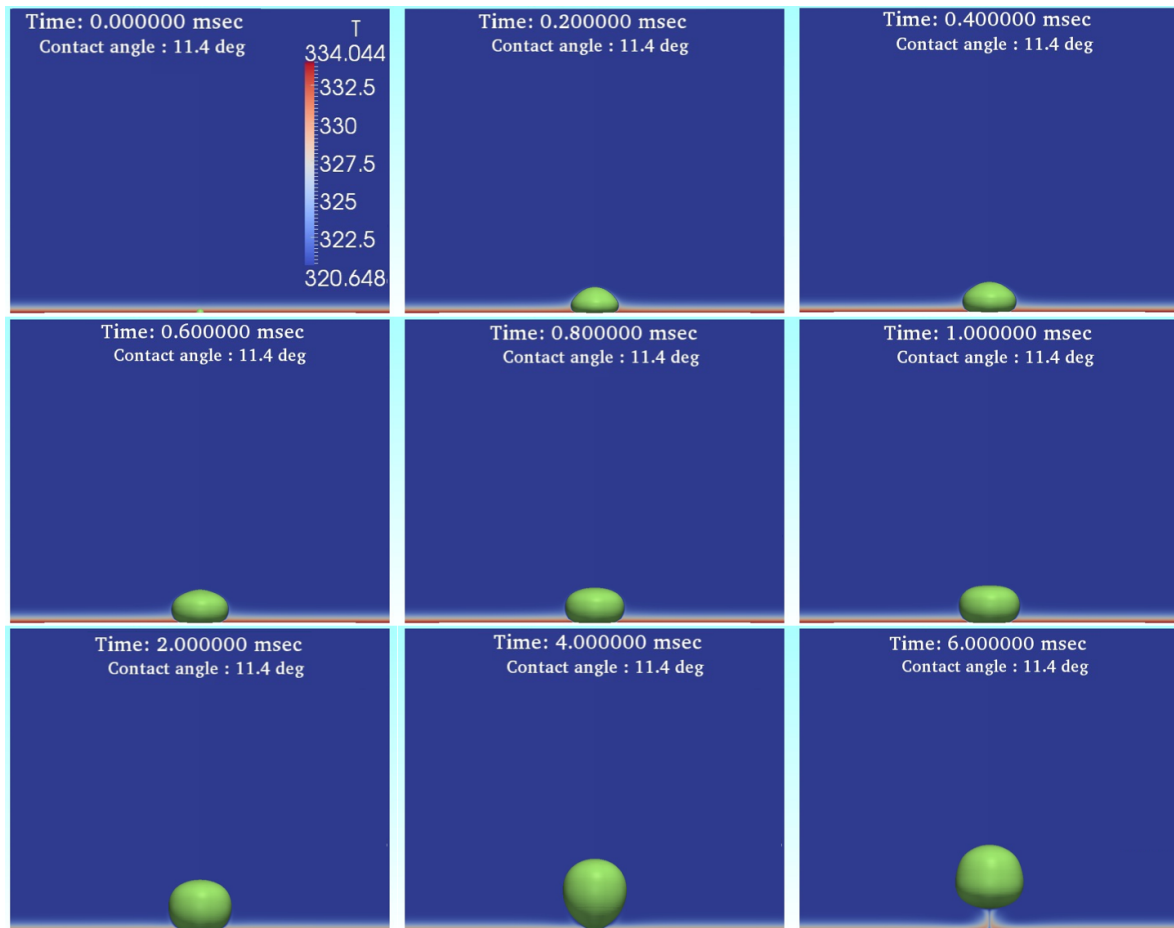 Time: 0.000000 msec
Contact angle : 11.4 deg
T
334.044
332.5
330
327.5
325
322.5
320.648
Time: 0.200000 msec
Contact angle : 11.4 deg
Time: 0.400000 msec
Contact angle : 11.4 deg
Time: 0.600000 msec
Contact angle : 11.4 deg
Time: 0.800000 msec
Contact angle : 11.4 deg
Time: 1.000000 msec
Contact angle : 11.4 deg
Time: 2.000000 msec
Contact angle : 11.4 deg
Time: 4.000000 msec
Contact angle : 11.4 deg
Time: 6.000000 msec
Contact angle : 11.4 deg